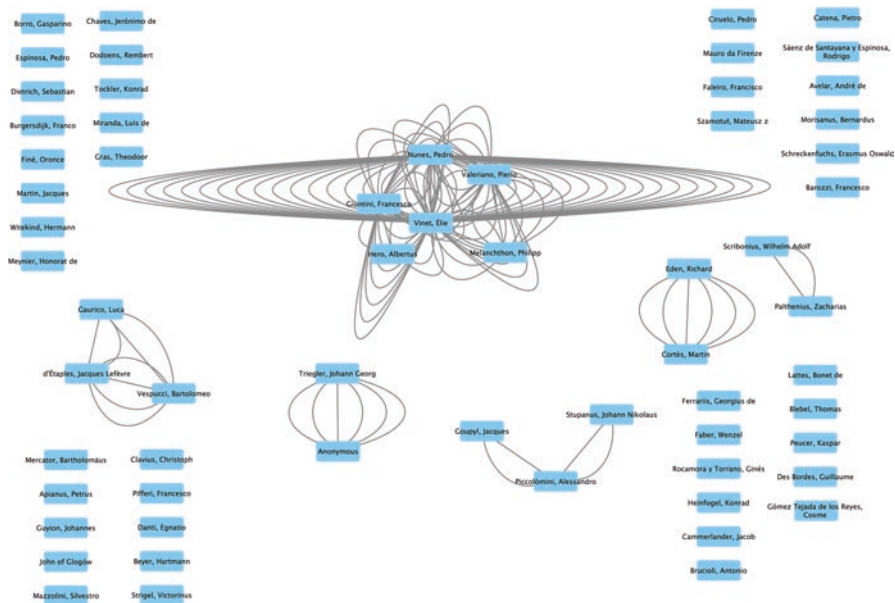 Borro, Gasparino
Chaves, Jerónimo de
Espinosa, Pedro
Dodoens, Rembert
Dietrich, Sebastian
Tockler, Konrad
Burgersdijk, Franco
Miranda, Luis de
Finé, Oronce
Gras, Theodoor
Martin, Jacques
Witekind, Hermann
Meynier, Honorat de
Ciruelo, Pedro
Catena, Pietro
Mauro da Firenze
Sáenz de Santayana y Espinosa,
Rodrigo
Faleiro, Francisco
Avelar, André de
Szamotuł, Mateusz z
Morisanus, Bernardus
Schreckenfuchs, Erasmus Oswald
Barozzi, Francesco
Nunes, Pedro
Valeriano, Pierio
Giuntini, Francesco
Vinet, Élie
Hero, Albertus
Melanchthon, Philipp
Scribonius, Wilhelm Adolf
Eden, Richard
Palthenius, Zacharias
Cortés, Martín
Gaurico, Luca
d'Étaples, Jacques Lefèvre
Vespucci, Bartolomeo
Triegler, Johann Georg
Anonymous
Stupanus, Johann Nikolaus
Goupyl, Jacques
Piccolomini, Alessandro
Lattes, Bonet de
Ferrariis, Georgius de
Blebel, Thomas
Faber, Wenzel
Peucer, Kaspar
Rocamora y Torrano, Ginés
Des Bordes, Guillaume
Heinfogel, Konrad
Gómez Tejada de los Reyes,
Cosme
Cammerlander, Jacob
Brucioli, Antonio
Mercator, Bartholomäus
Clavius, Christoph
Apianus, Petrus
Pifferi, Francesco
Guyion, Johannes
Danti, Egnatio
John of Glogów
Beyer, Hartmann
Mazzolini, Silvestro
Strigel, Victorinus